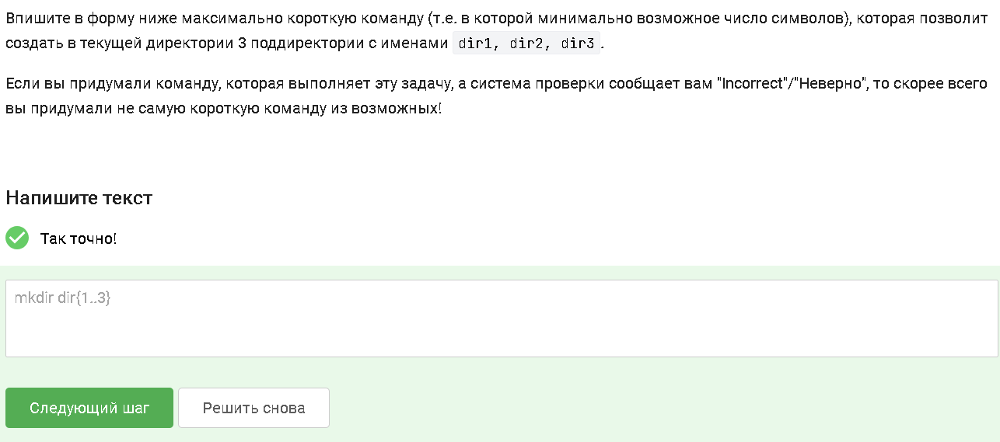 Впишите в форму ниже максимально короткую команду (т.е. в которой минимально возможное число символов), которая позволит
создать в текущей директории 3 поддиректории с именами dir1, dir2, dir3.
Если вы придумали команду, которая выполняет эту задачу, а система проверки сообщает вам "Incorrect"/"Неверно", то скорее всего
вы придумали не самую короткую команду из возможных!
Напишите текст
Так точно!
mkdir dir{1..3}
Следующий шаг
Решить снова